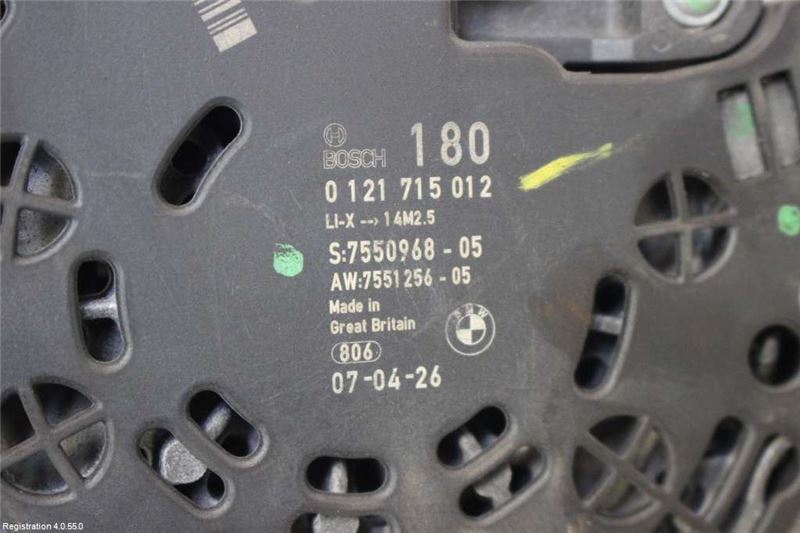 BOSCH 180
0 121 715 012
LI-X --> 14M2.5
S:7550968-05
AW:7551256-05
Made in
Great Britain
BMW
806
07-04-26
Registration 4.0.55.0